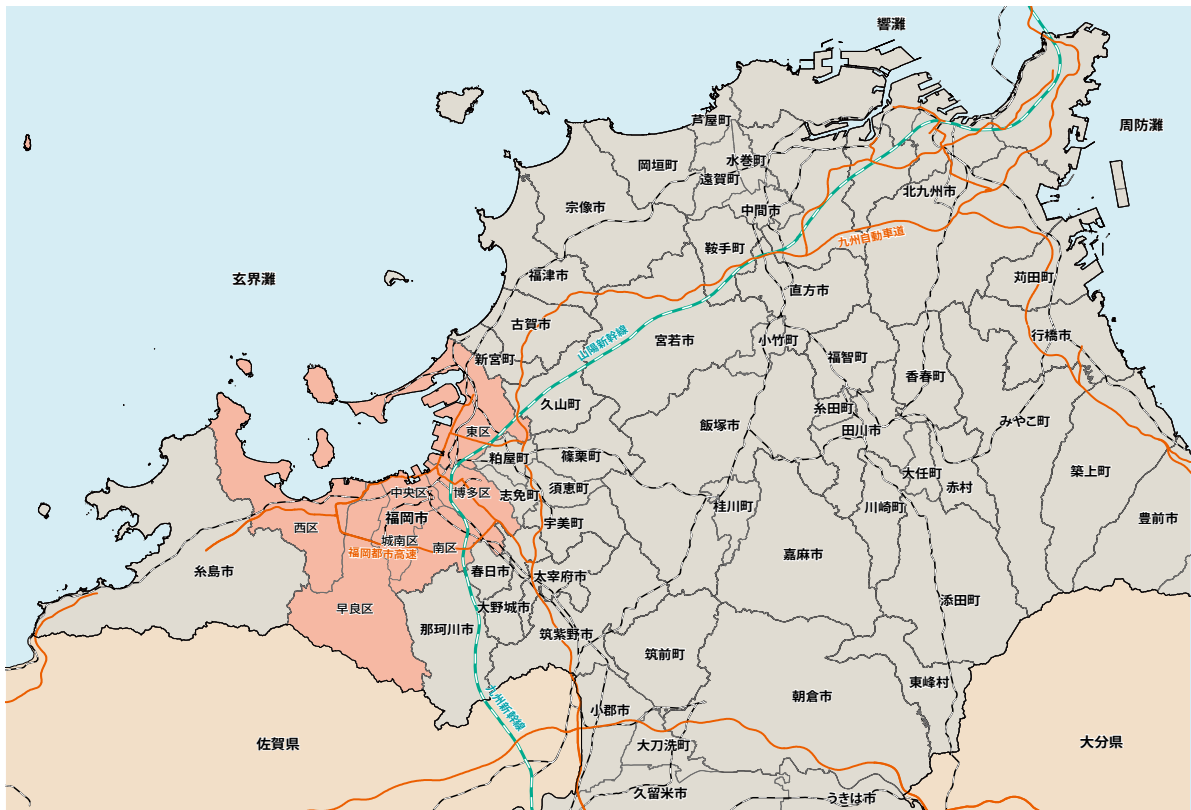 響灘
周防灘
芦屋町
水巻町
岡垣町
遠賀町
北九州市
宗像市
中間市
九州自動車道
鞍手町
福津市
玄界灘
苅田町
直方市
古賀市
行橋市
山陽新幹線
宮若市
小竹町
新宮町
福智町
香春町
久山町
糸田町
みやこ町
飯塚市
田川市
東区
粕屋町
篠栗町
築上町
大任町
赤村
須恵町
中央区
博多区
志免町
桂川町
川崎町
福岡市
豊前市
宇美町
西区
城南区
南区
福岡都市高速
嘉麻市
糸島市
春日市
太宰府市
添田町
早良区
大野城市
那珂川市
筑紫野市
筑前町
東峰村
朝倉市
九州新幹線
小郡市
佐賀県
大刀洗町
大分県
久留米市
うきは市